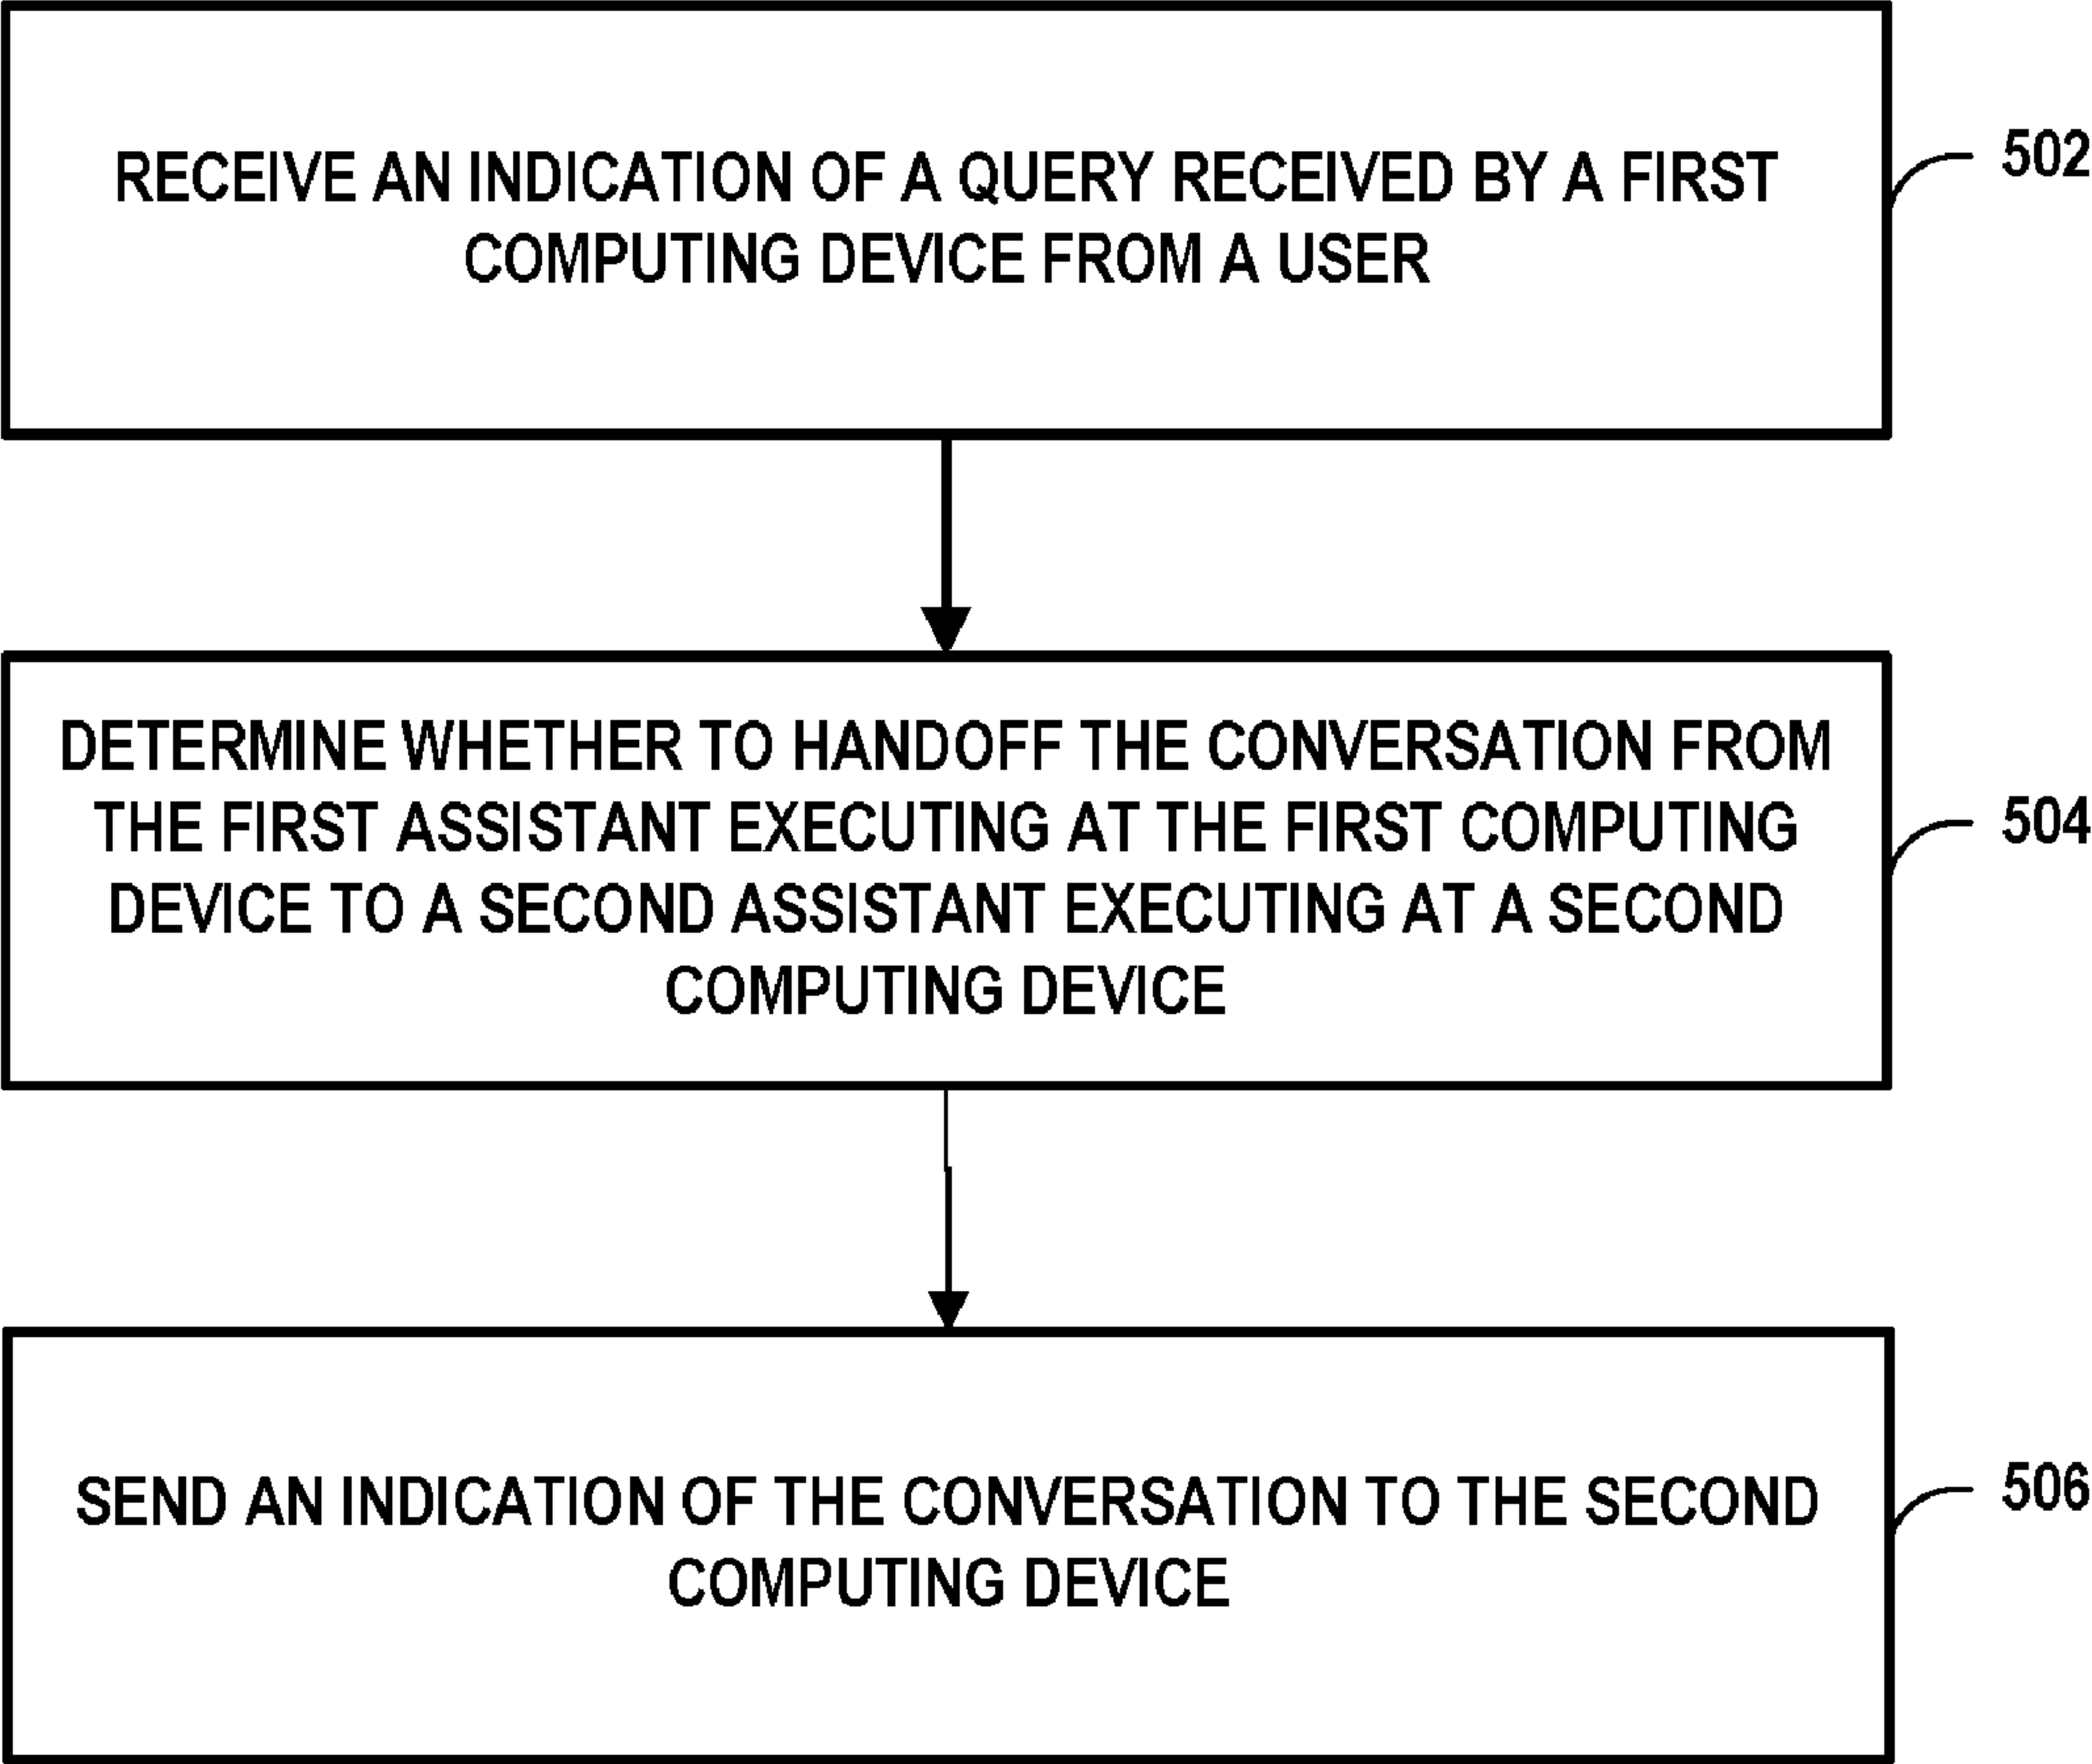 RECEIVE AN INDICATION OF A QUERY RECEIVED BY A FIRST
COMPUTING DEVICE FROM A USER
502
DETERMINE WHETHER TO HANDOFF THE CONVERSATION FROM
THE FIRST ASSISTANT EXECUTING AT THE FIRST COMPUTING
DEVICE TO A SECOND ASSISTANT EXECUTING AT A SECOND
COMPUTING DEVICE
504
SEND AN INDICATION OF THE CONVERSATION TO THE SECOND
COMPUTING DEVICE
506